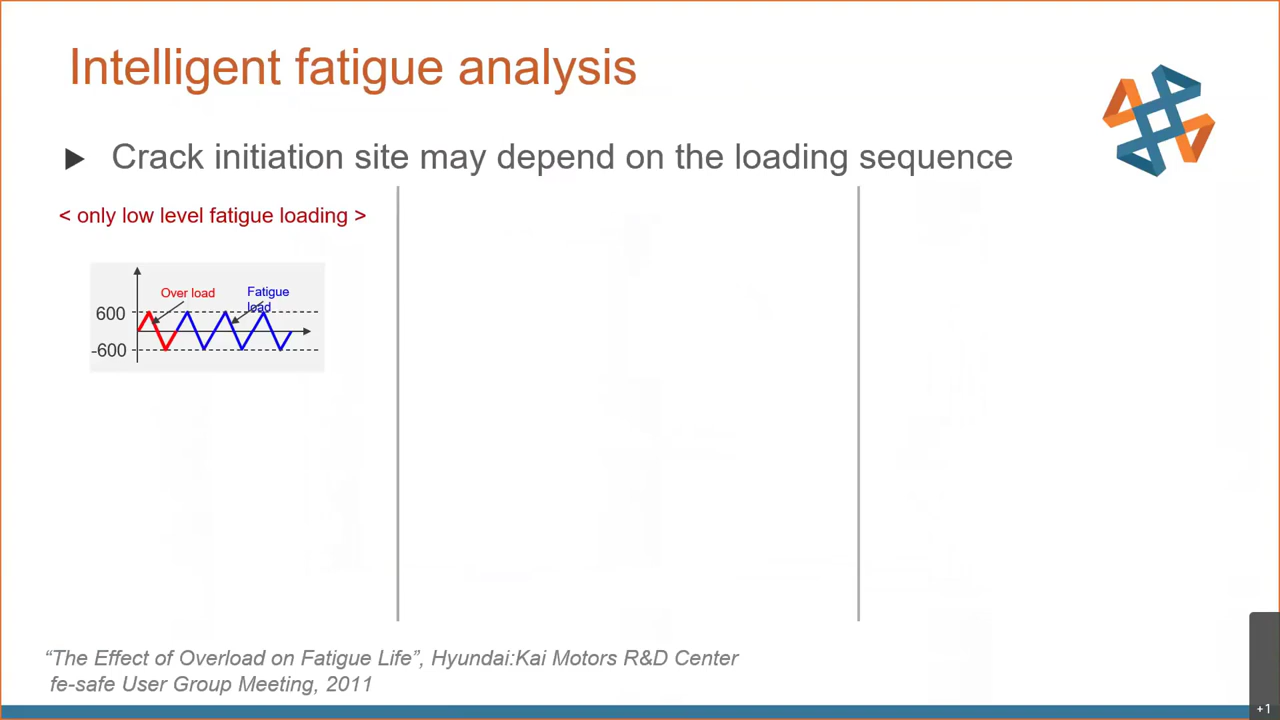 Intelligent fatigue analysis
► Crack initiation site may depend on the loading sequence
< only low level fatigue loading >
Over load
Fatigue
load
600
-600
“The Effect of Overload on Fatigue Life”, Hyundai:Kai Motors R&D Center
fe-safe User Group Meeting, 2011
+1